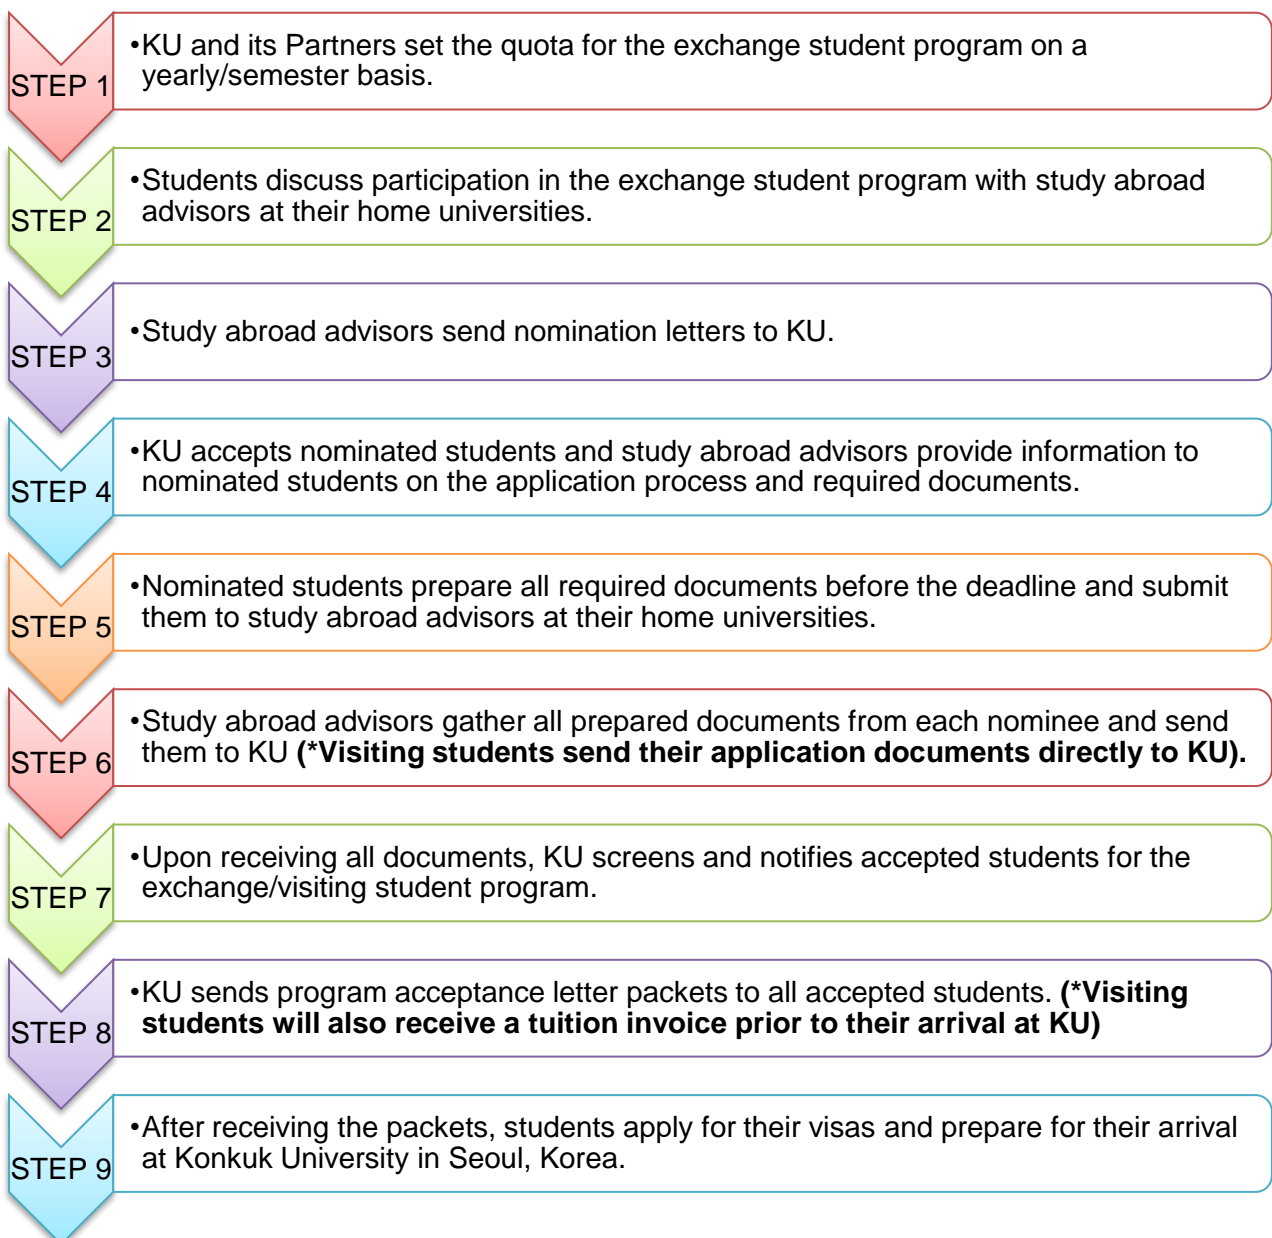 STEP 1
•KU and its Partners set the quota for the exchange student program on a
yearly/semester basis.
STEP 2
•Students discuss participation in the exchange student program with study abroad
advisors at their home universities.
STEP 3
•Study abroad advisors send nomination letters to KU.
STEP 4
•KU accepts nominated students and study abroad advisors provide information to
nominated students on the application process and required documents.
STEP 5
•Nominated students prepare all required documents before the deadline and submit
them to study abroad advisors at their home universities.
STEP 6
•Study abroad advisors gather all prepared documents from each nominee and send
them to KU (*Visiting students send their application documents directly to KU).
STEP 7
•Upon receiving all documents, KU screens and notifies accepted students for the
exchange/visiting student program.
STEP 8
•KU sends program acceptance letter packets to all accepted students. (*Visiting
students will also receive a tuition invoice prior to their arrival at KU)
STEP 9
•After receiving the packets, students apply for their visas and prepare for their arrival
at Konkuk University in Seoul, Korea.